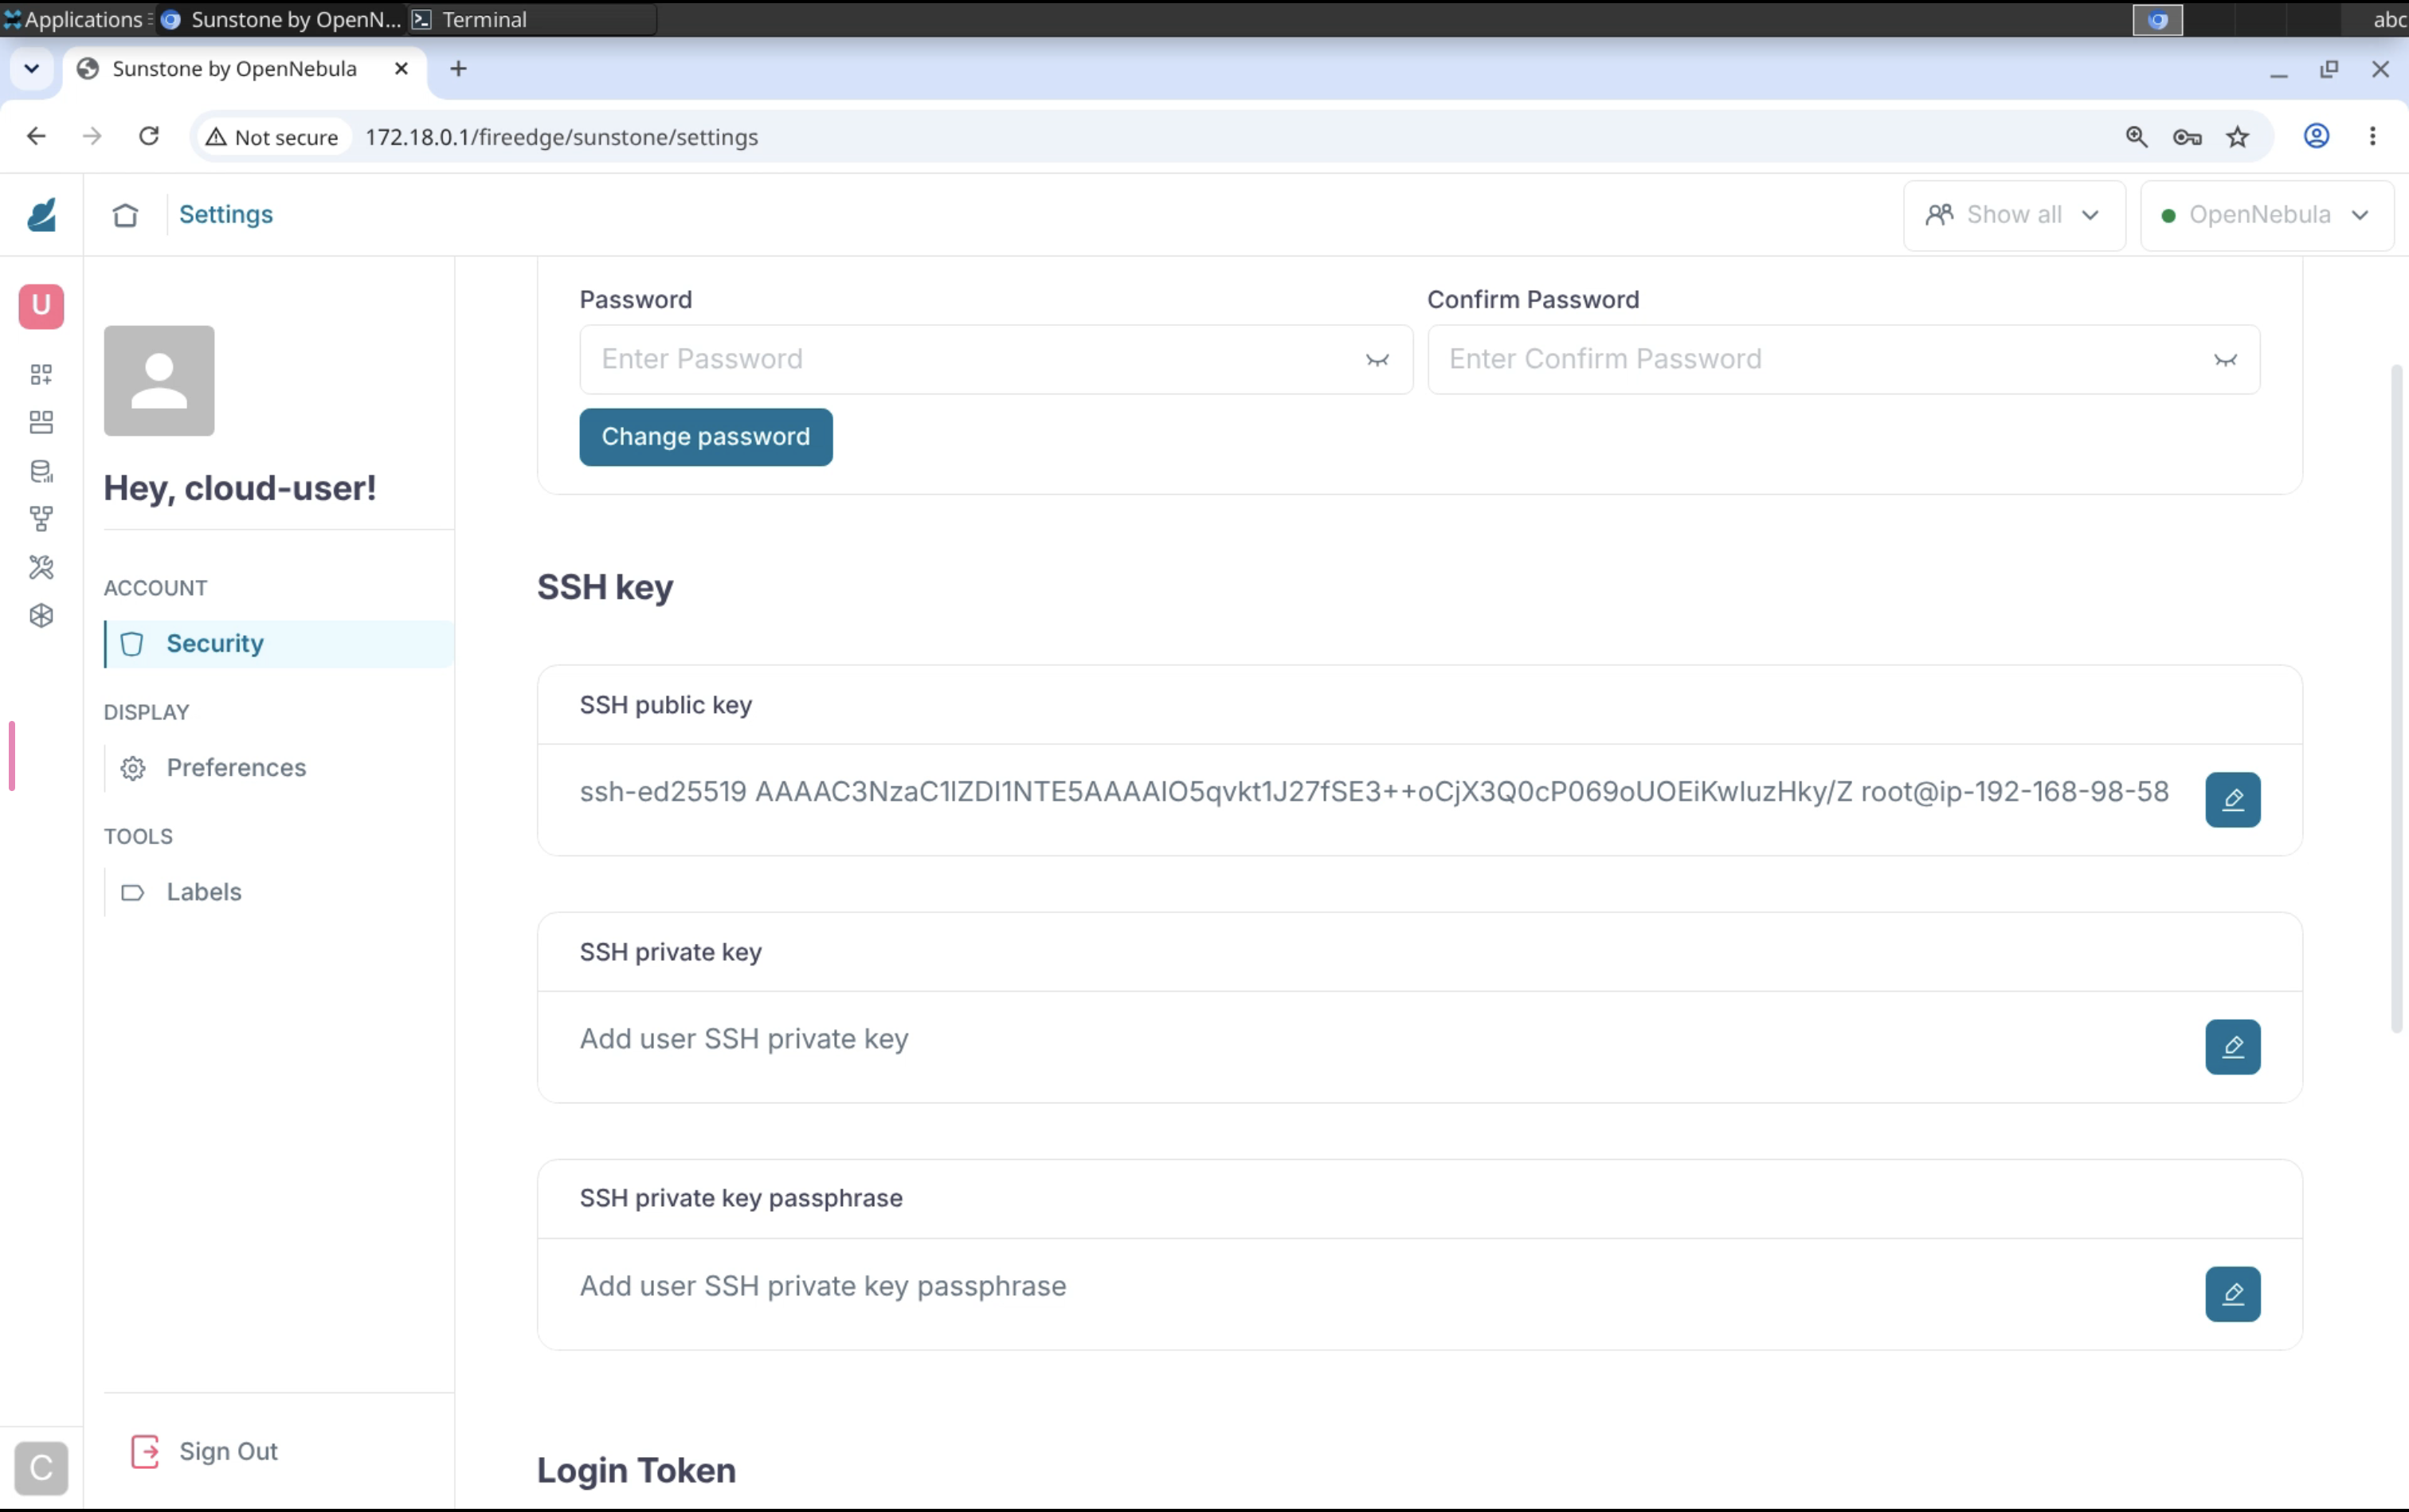 Applications
Sunstone by OpenN...
Terminal
abc
Sunstone by OpenNebula
Not secure
172.18.0.1/fireedge/sunstone/settings
Settings
Show all
OpenNebula
U
Password
Confirm Password
Enter Password
Enter Confirm Password
Change password
Hey, cloud-user!
ACCOUNT
Security
DISPLAY
Preferences
TOOLS
Labels
Sign Out
C
SSH key
SSH public key
ssh-ed25519 AAAAC3NzaC1lZDI1NTE5AAAAIO5qvkt1J27fSE3++oCjX3Q0cP069oUOEiKwluzHky/Z root@ip-192-168-98-58
SSH private key
Add user SSH private key
SSH private key passphrase
Add user SSH private key passphrase
Login Token